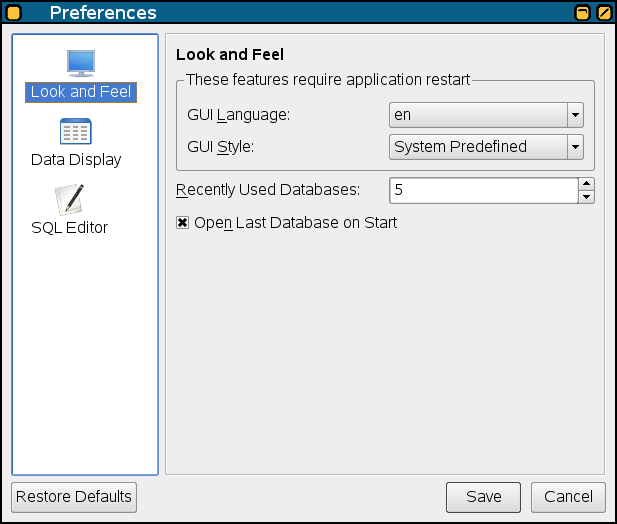 Preferences
Look and Feel
Data Display
SQL Editor
Look and Feel
These features require application restart
GUI Language: en
GUI Style: System Predefined
Recently Used Databases: 5
Open Last Database on Start
Restore Defaults Save Cancel